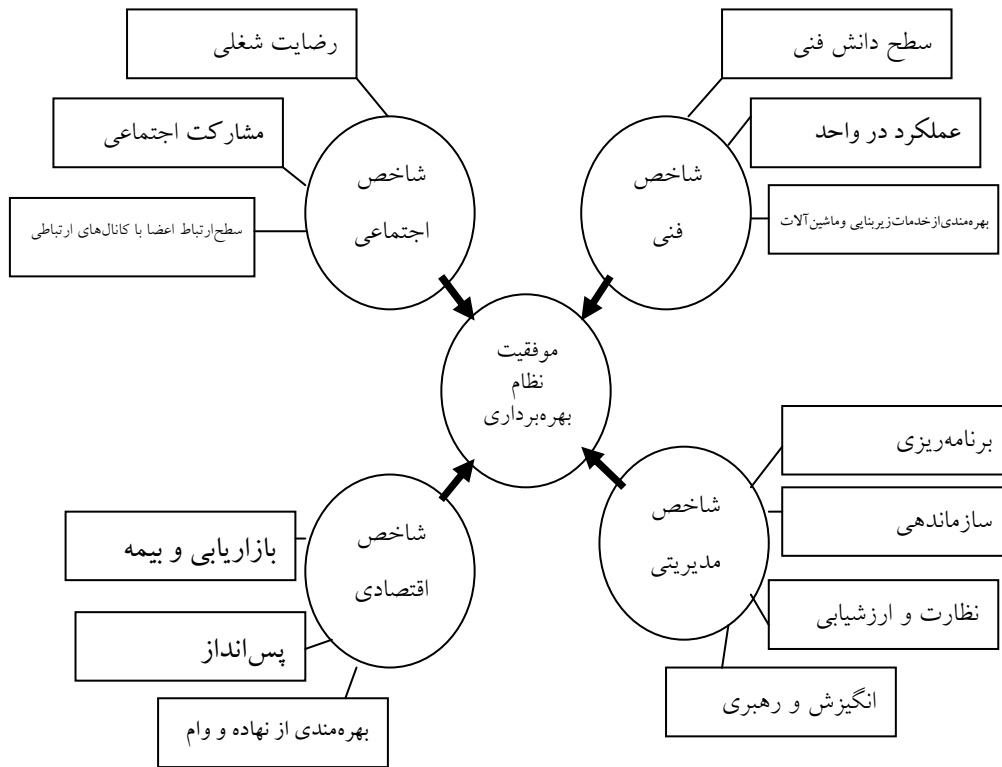 سطح دانش فنی
رضایت شغلی
عملکرد در واحد
مشارکت اجتماعی
شاخص
فنی
شاخص
اجتماعی
بهره‌مندی‌از‌خدمات‌زیربنایی وماشین‌آلات
سطح‌ارتباط اعضا با کانال‌های ارتباطی
موفقیت
نظام
بهره‌برداری
برنامه‌ریزی
سازماندهی
شاخص
مدیریتی
شاخص
اقتصادی
بازاریابی و بیمه
نظارت و ارزشیابی
پس‌انداز
انگیزش و رهبری
بهره‌مندی از نهاده و وام